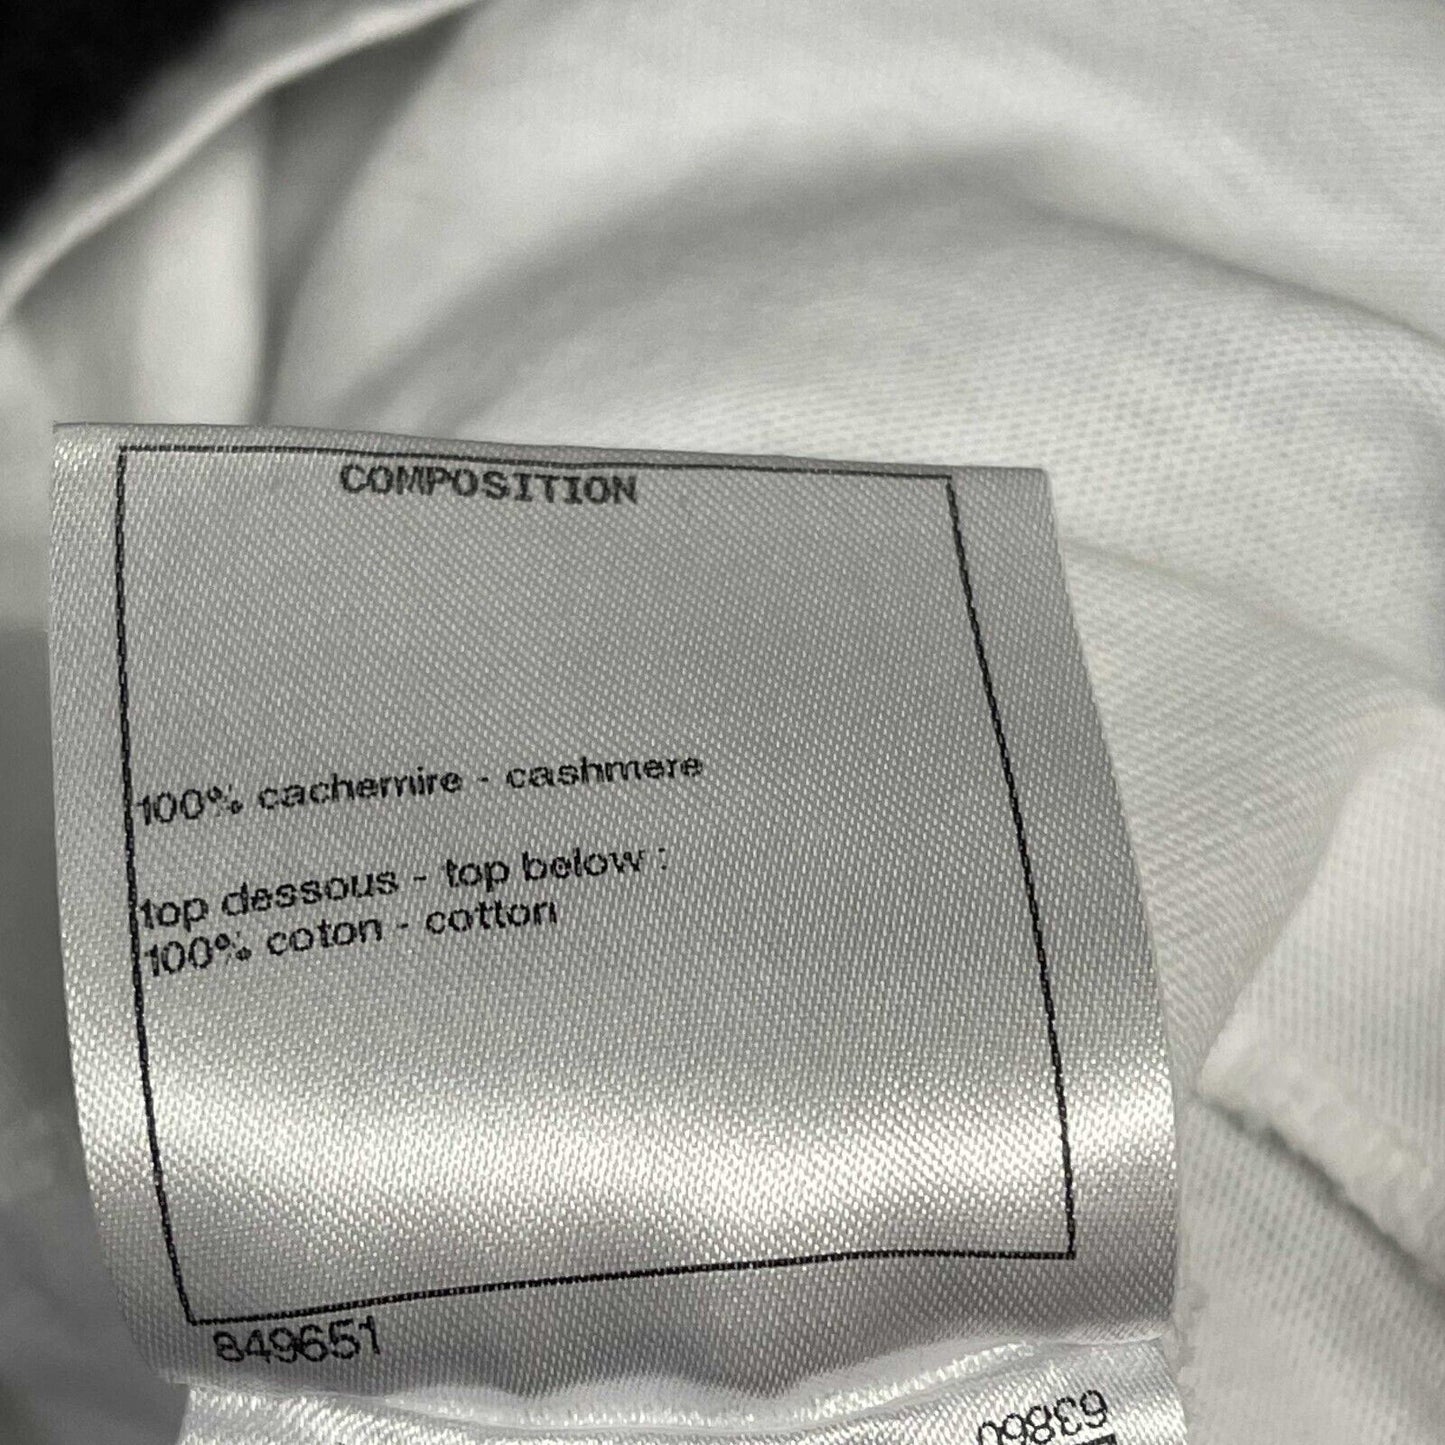 COMPOSITION
100% cachemire - cashmere
top dessous - top below :
100% coton - cotton
849651